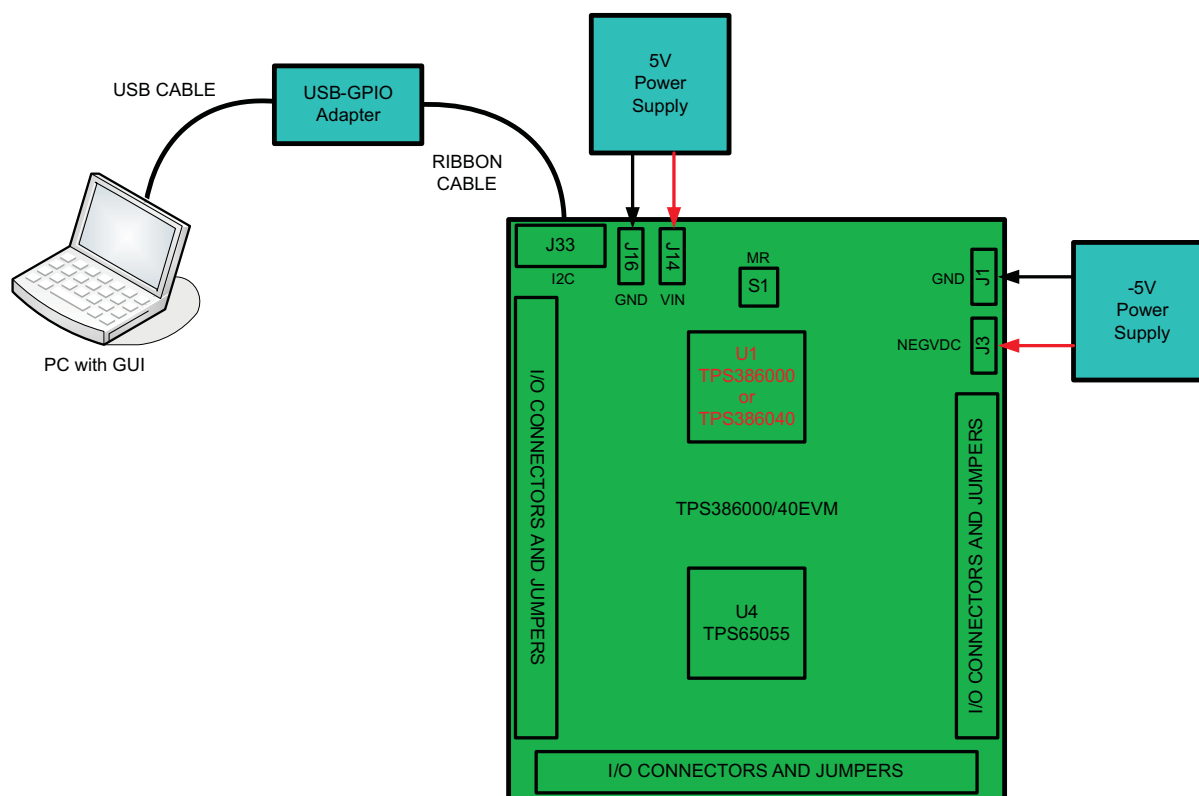 USB CABLE
USB-GPIO
Adapter
RIBBON
CABLE
PC with GUI
5V
Power
Supply
J33
I2C
J16
GND
J14
VIN
MR
S1
GND
J1
NEGVDC
J3
-5V
Power
Supply
U1
TPS386000
or
TPS386040
I/O CONNECTORS AND JUMPERS
I/O CONNECTORS AND JUMPERS
TPS386000/40EVM
U4
TPS65055
I/O CONNECTORS AND JUMPERS